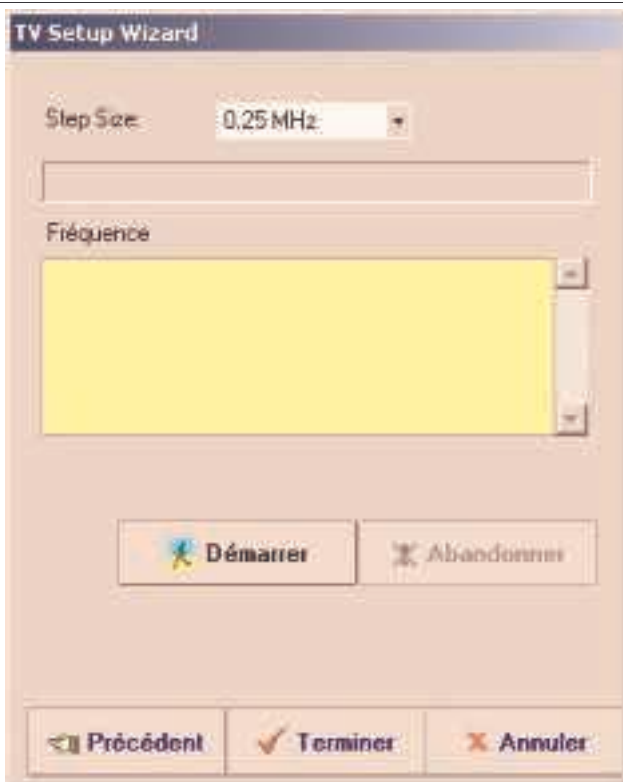 TV Setup Wizard
Step Size
0.25 MHz
Fréquence
Démarrer
Abandonner
Précédent
Terminer
Annuler